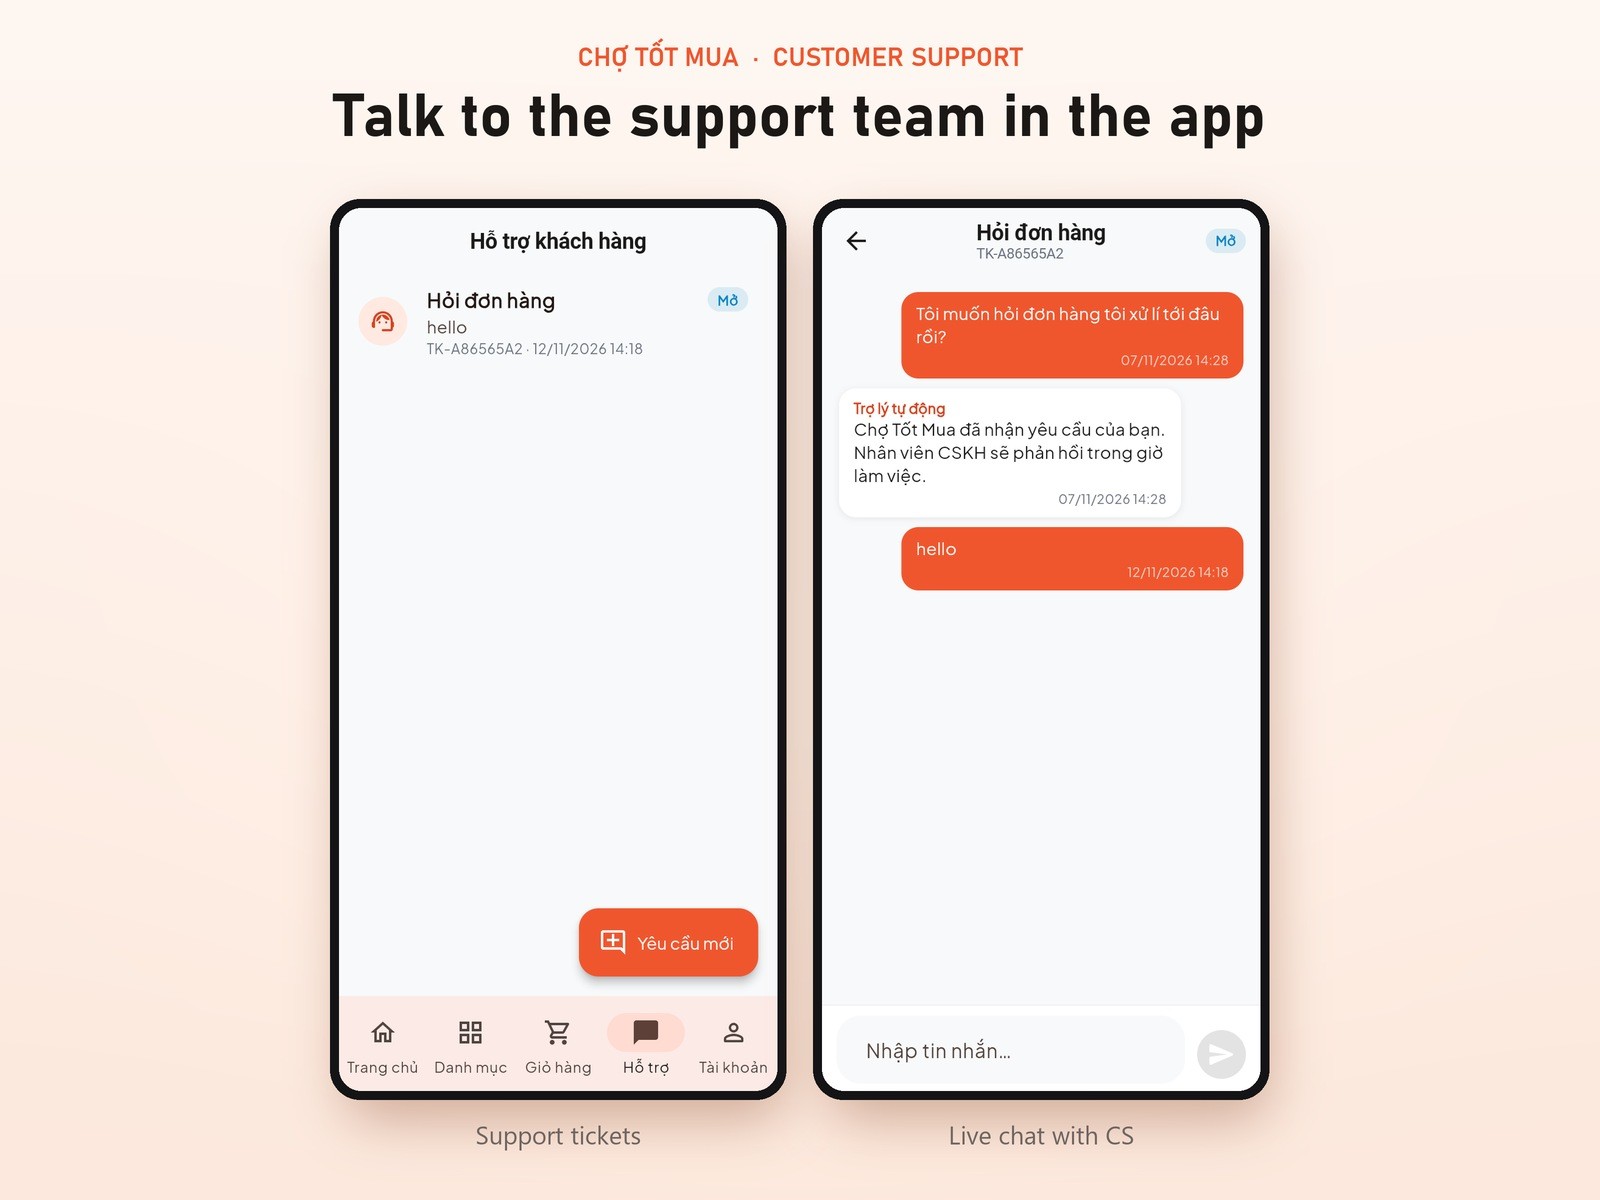 CHỢ TỐT MUA · CUSTOMER SUPPORT
Talk to the support team in the app
Hỗ trợ khách hàng
Hỏi đơn hàng
Mở
hello
TK-A86565A2 · 12/11/2026 14:18
Yêu cầu mới
Trang chủ
Danh mục
Giỏ hàng
Hỗ trợ
Tài khoản
Support tickets
Hỏi đơn hàng
TK-A86565A2
Mở
Tôi muốn hỏi đơn hàng tôi xử lí tới đâu
rồi?
07/11/2026 14:28
Trợ lý tự động
Chợ Tốt Mua đã nhận yêu cầu của bạn.
Nhân viên CSKH sẽ phản hồi trong giờ
làm việc.
07/11/2026 14:28
hello
12/11/2026 14:18
Nhập tin nhắn...
Live chat with CS